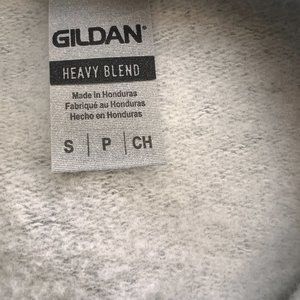 GILDAN®
HEAVY BLEND
Made in Honduras
Fabriqué au Honduras
Hecho en Honduras
S | P | CH